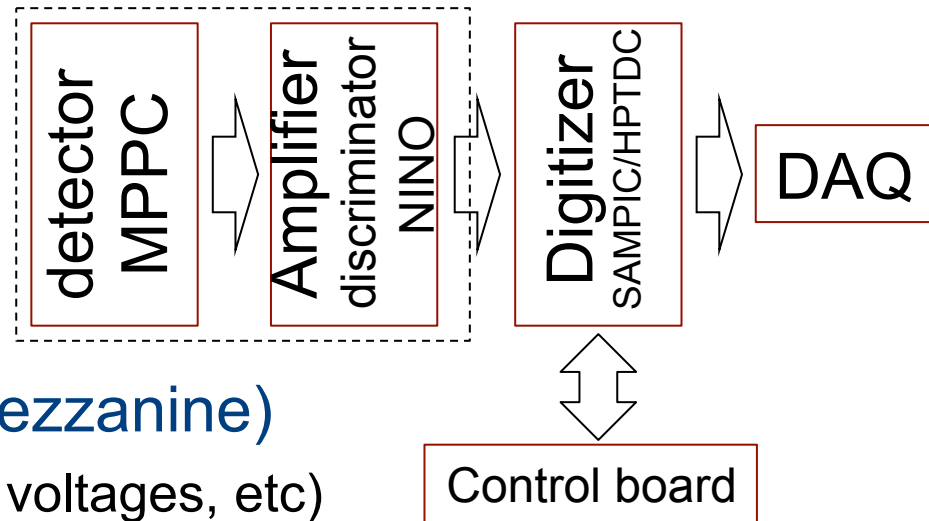 detector
MPPC
Amplifier
discriminator
NINO
Digitizer
SAMPIC/HPTDC
DAQ
ezzanine)
voltages, etc)
Control board